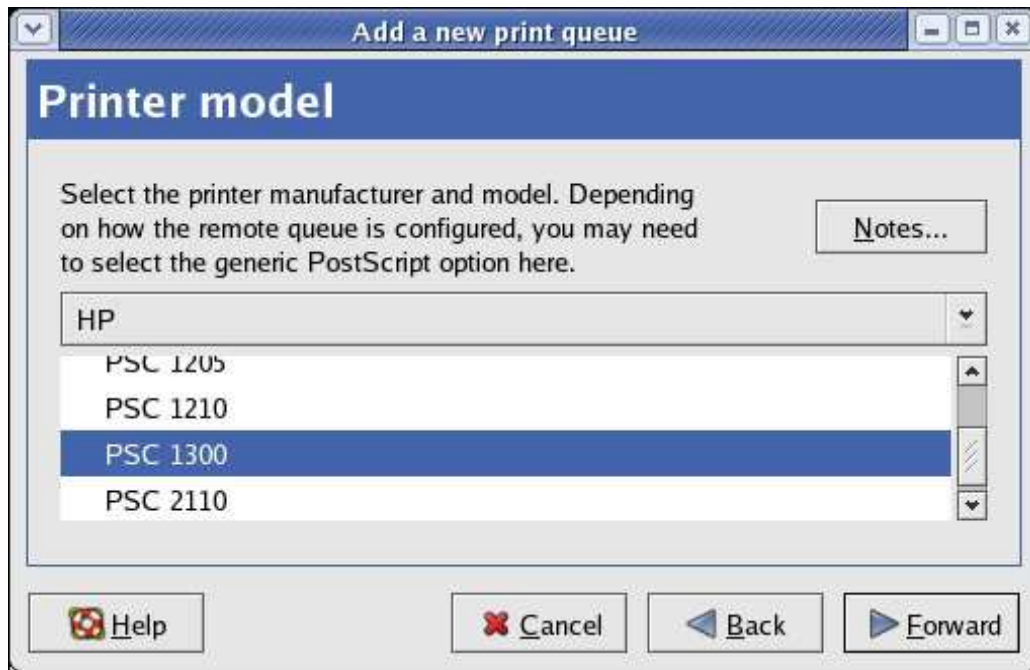 Add a new print queue
Printer model
Select the printer manufacturer and model. Depending
on how the remote queue is configured, you may need
to select the generic PostScript option here.
Notes...
HP
PSC 1205
PSC 1210
PSC 1300
PSC 2110
Help
Cancel
Back
Forward